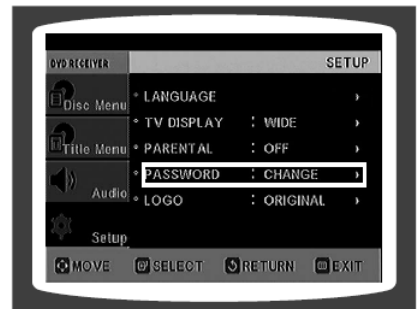 DVD RECEIVER SETUP
Disc Menu
Title Menu
Audio
Setup
LANGUAGE
TV DISPLAY : WIDE
PARENTAL : OFF
PASSWORD : CHANGE
LOGO : ORIGINAL
MOVE SELECT RETURN EXIT